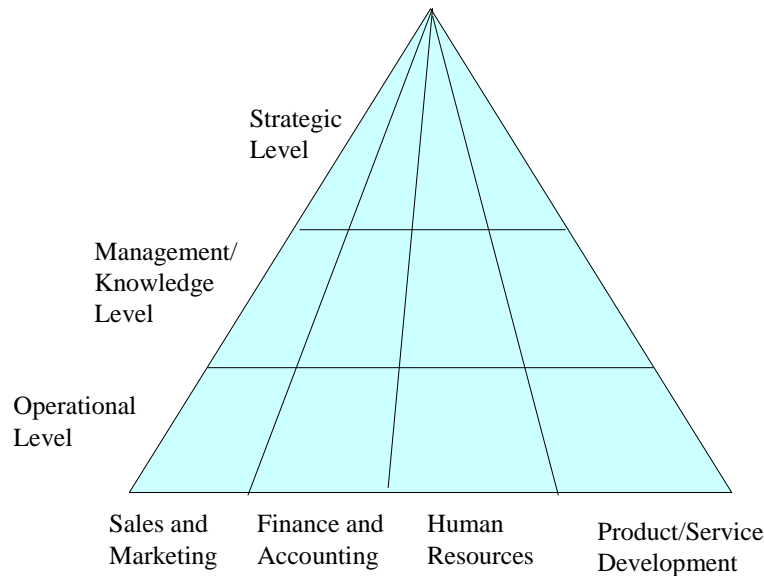 Strategic
Level
Management/
Knowledge
Level
Operational
Level
Sales and
Marketing
Finance and
Accounting
Human
Resources
Product/Service
Development